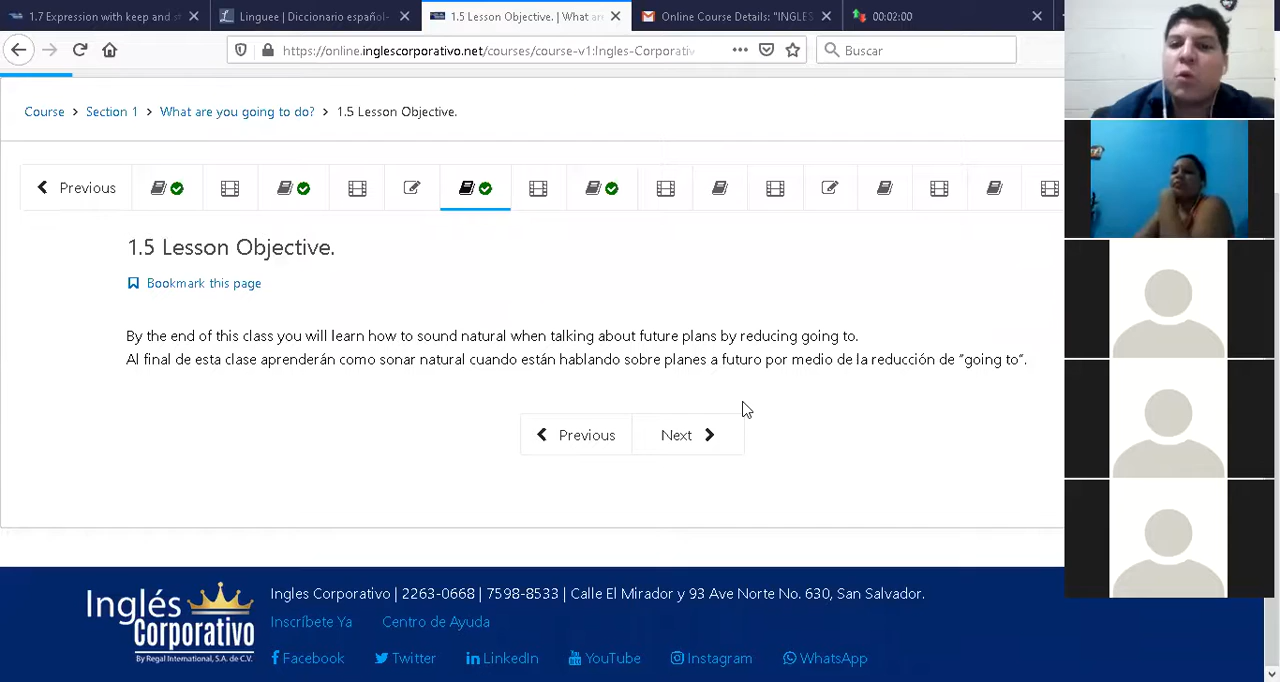 1.7 Expression with keep and st
Linguee | Diccionario español-
1.5 Lesson Objective. | What are
Online Course Details: "INGLES
00:02:00
https://online.inglescorporativo.net/courses/course-v1:Ingles-Corporativ
Buscar
Course > Section 1 > What are you going to do? > 1.5 Lesson Objective.
Previous
1.5 Lesson Objective.
Bookmark this page
By the end of this class you will learn how to sound natural when talking about future plans by reducing going to.
Al final de esta clase aprenderán como sonar natural cuando están hablando sobre planes a futuro por medio de la reducción de "going to".
Previous
Next
Inglés
Corporativo
By Regal International, S.A. de C.V.
Ingles Corporativo | 2263-0668 | 7598-8533 | Calle El Mirador y 93 Ave Norte No. 630, San Salvador.
Inscríbete Ya
Centro de Ayuda
Facebook
Twitter
LinkedIn
YouTube
Instagram
WhatsApp